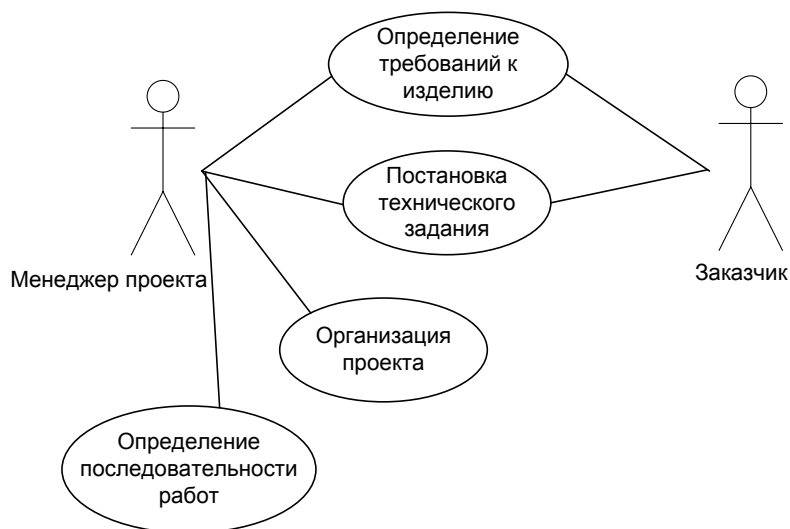 Определение
требований к
изделию
Постановка
технического
задания
Менеджер проекта
Заказчик
Организация
проекта
Определение
последовательности
работ